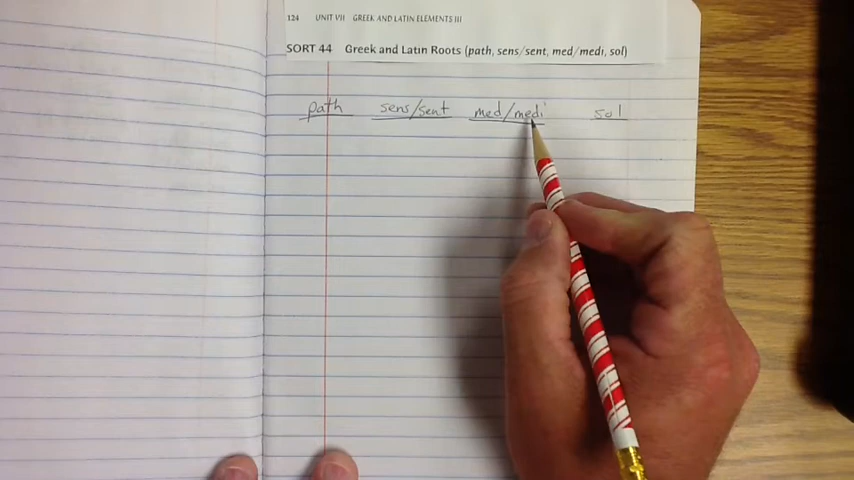 124 UNIT VII GREEK AND LATIN ELEMENTS III
SORT 44 Greek and Latin Roots (path, sens/sent, med/medi, sol)
path sens/sent med/medi sol